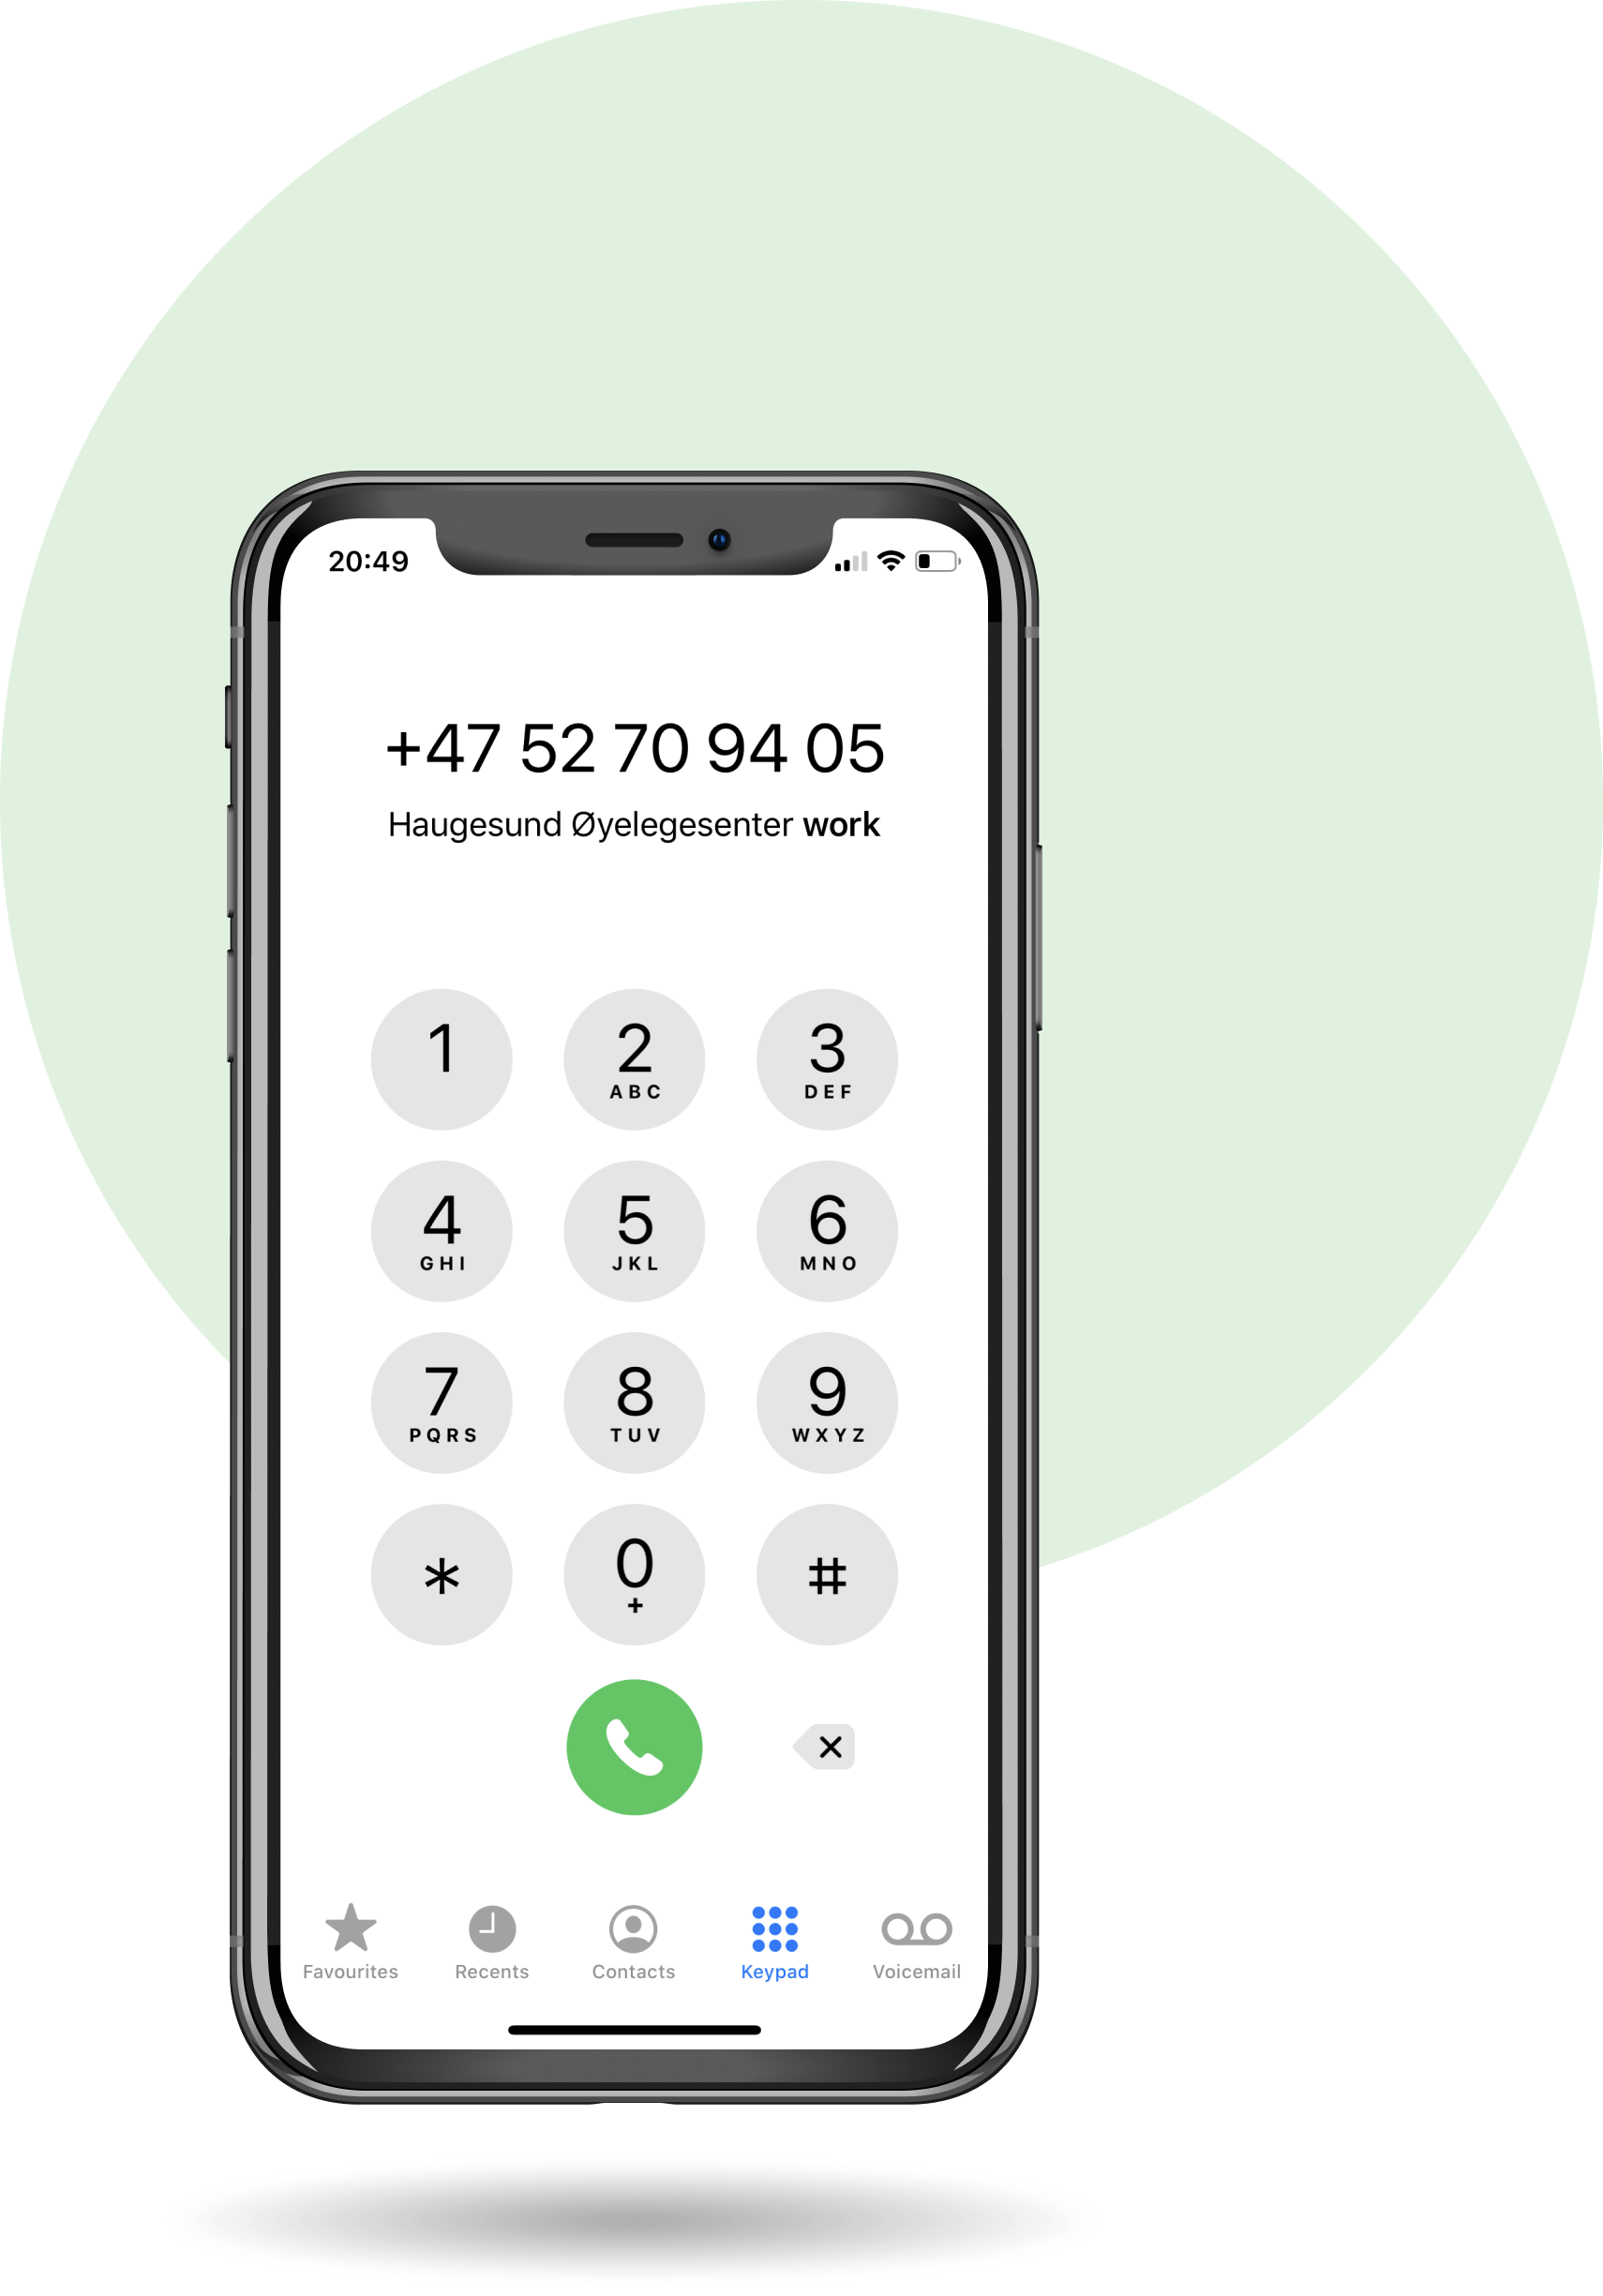 20:49
+47 52 70 94 05
Haugesund Øyelegesenter work
1 2 3
ABC DEF
4 5 6
GHI JKL MNO
7 8 9
PQRS TUV WXYZ
* 0 #
+
Favourites Recents Contacts Keypad Voicemail